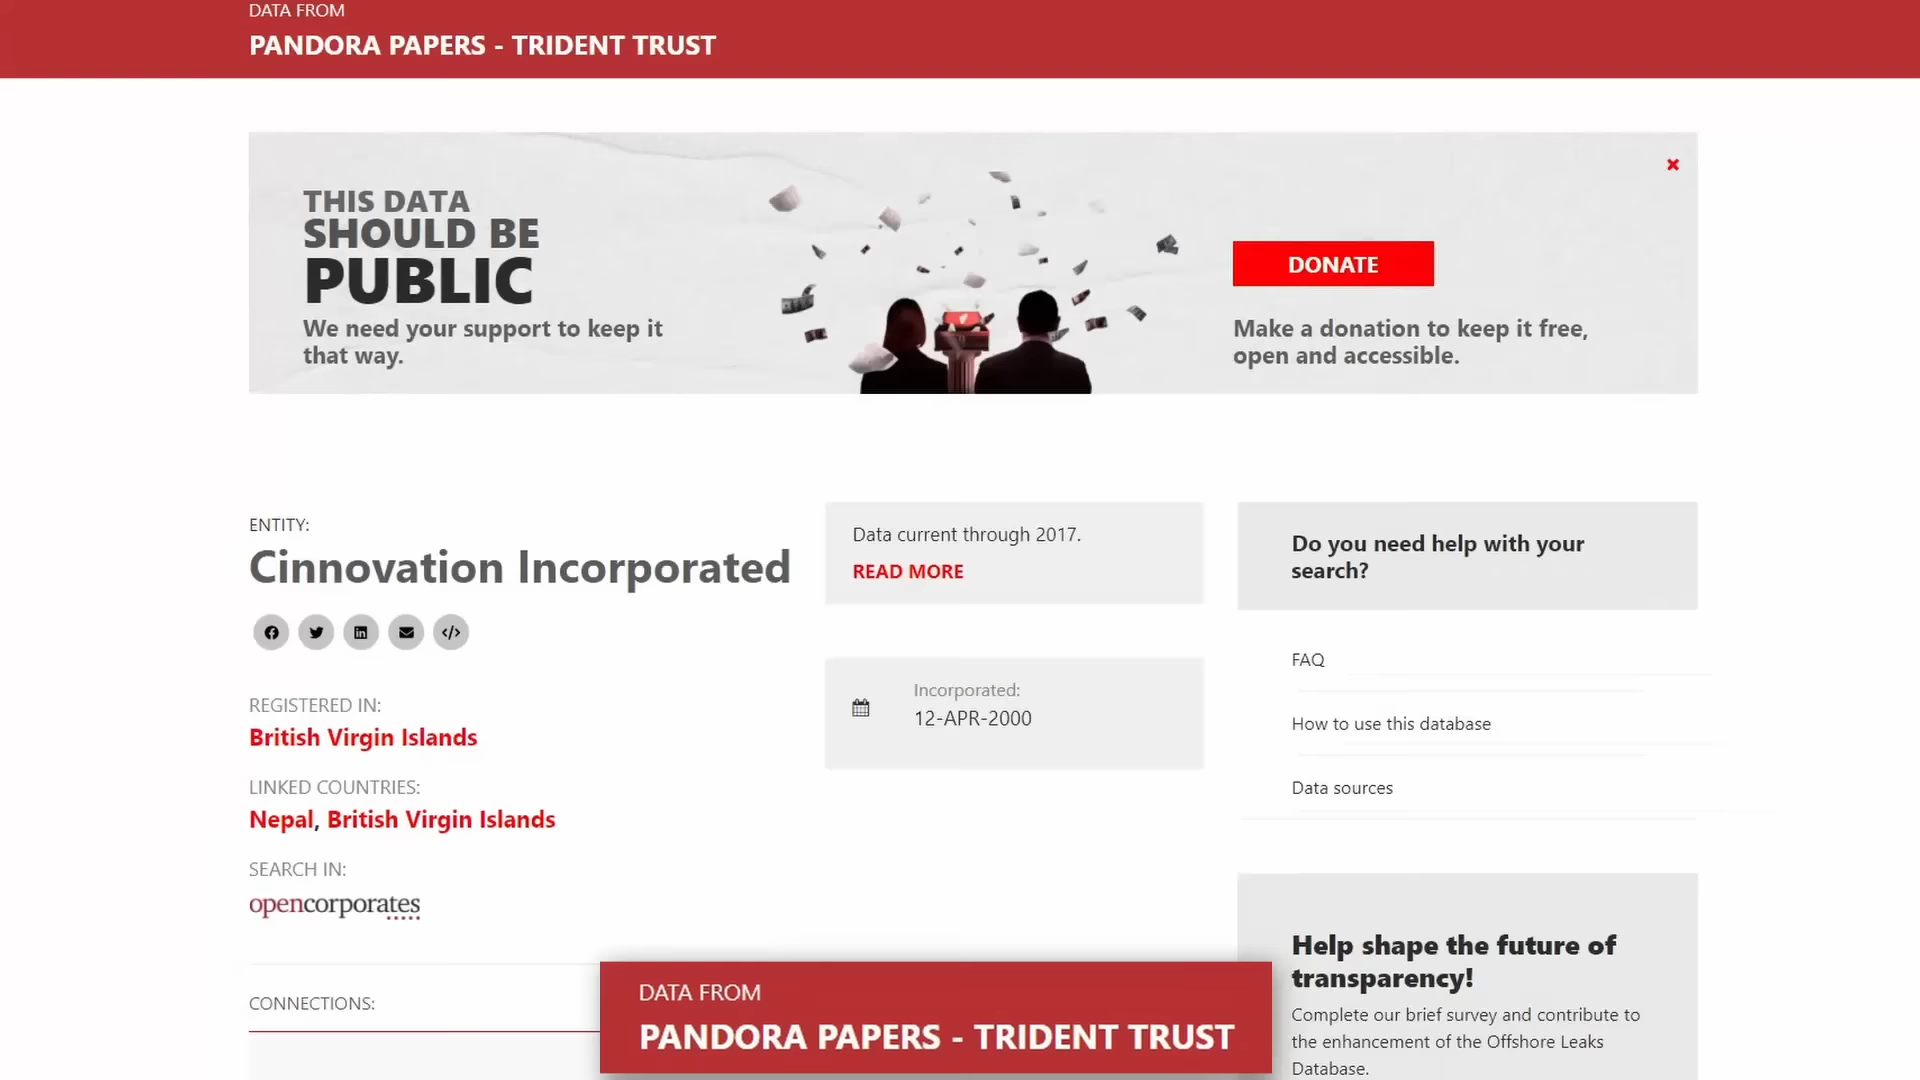 DATA FROM
PANDORA PAPERS - TRIDENT TRUST
THIS DATA
SHOULD BE
PUBLIC
We need your support to keep it
that way.
DONATE
Make a donation to keep it free,
open and accessible.
ENTITY:
Cinnovation Incorporated
REGISTERED IN:
British Virgin Islands
LINKED COUNTRIES:
Nepal, British Virgin Islands
SEARCH IN:
opencorporates
CONNECTIONS:
Data current through 2017.
READ MORE
Incorporated:
12-APR-2000
Do you need help with your
search?
FAQ
How to use this database
Data sources
Help shape the future of
transparency!
Complete our brief survey and contribute to
the enhancement of the Offshore Leaks
Database.
DATA FROM
PANDORA PAPERS - TRIDENT TRUST